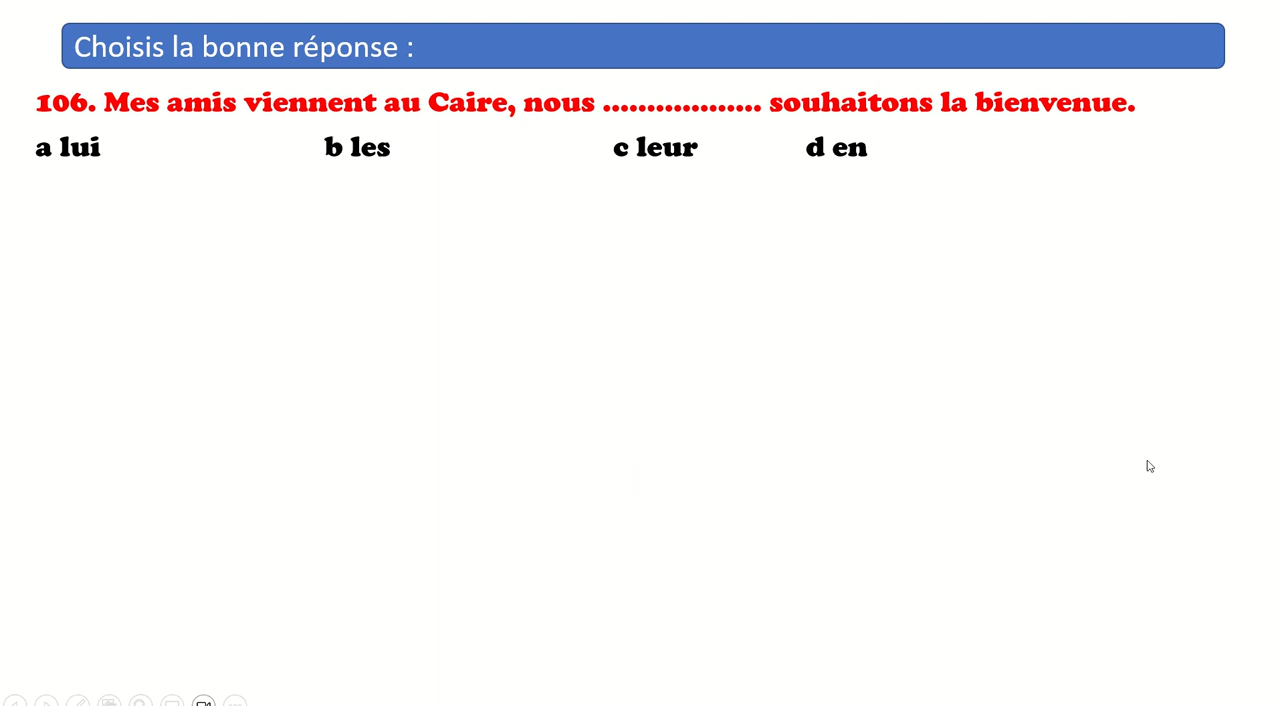 Choisis la bonne réponse :
106. Mes amis viennent au Caire, nous .................. souhaitons la bienvenue.
a lui b les c leur d en